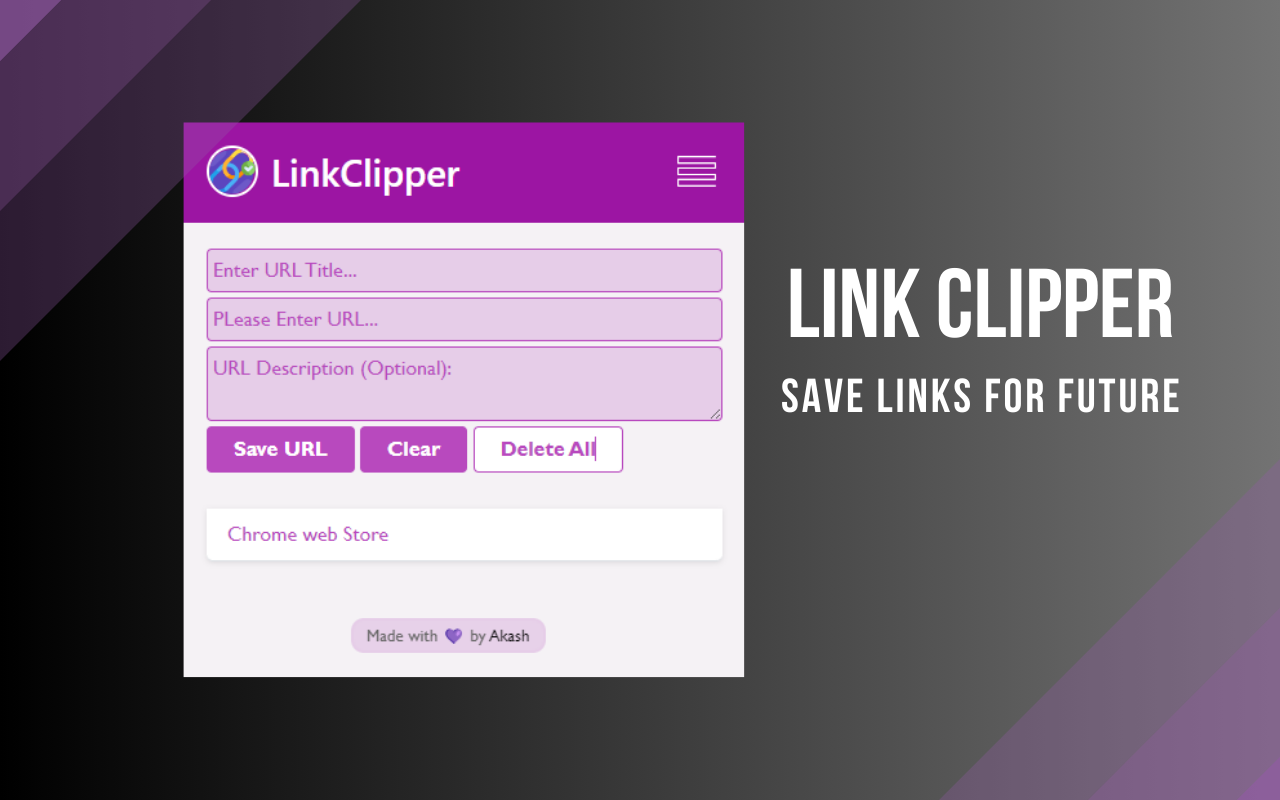 LinkClipper
Enter URL Title...
PLease Enter URL...
URL Description (Optional):
Save URL
Clear
Delete All
Chrome web Store
Made with 💜 by Akash
LINK CLIPPER
SAVE LINKS FOR FUTURE